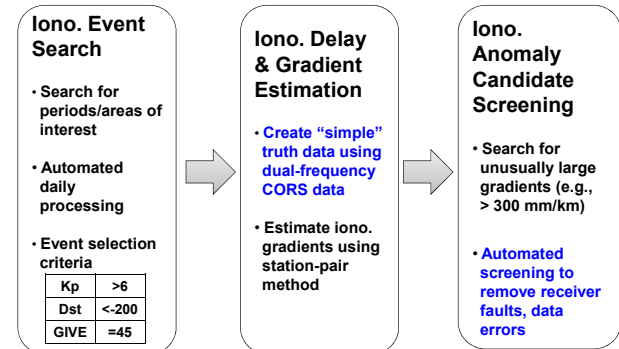 Iono. Event
Search
• Search for
periods/areas of
interest
• Automated
daily
processing
• Event selection
criteria
Kp >6
Dst <-200
GIVE =45
Iono. Delay
& Gradient
Estimation
• Create “simple”
truth data using
dual-frequency
CORS data
• Estimate iono.
gradients using
station-pair
method
Iono.
Anomaly
Candidate
Screening
• Search for
unusually large
gradients (e.g.,
> 300 mm/km)
• Automated
screening to
remove receiver
faults, data
errors